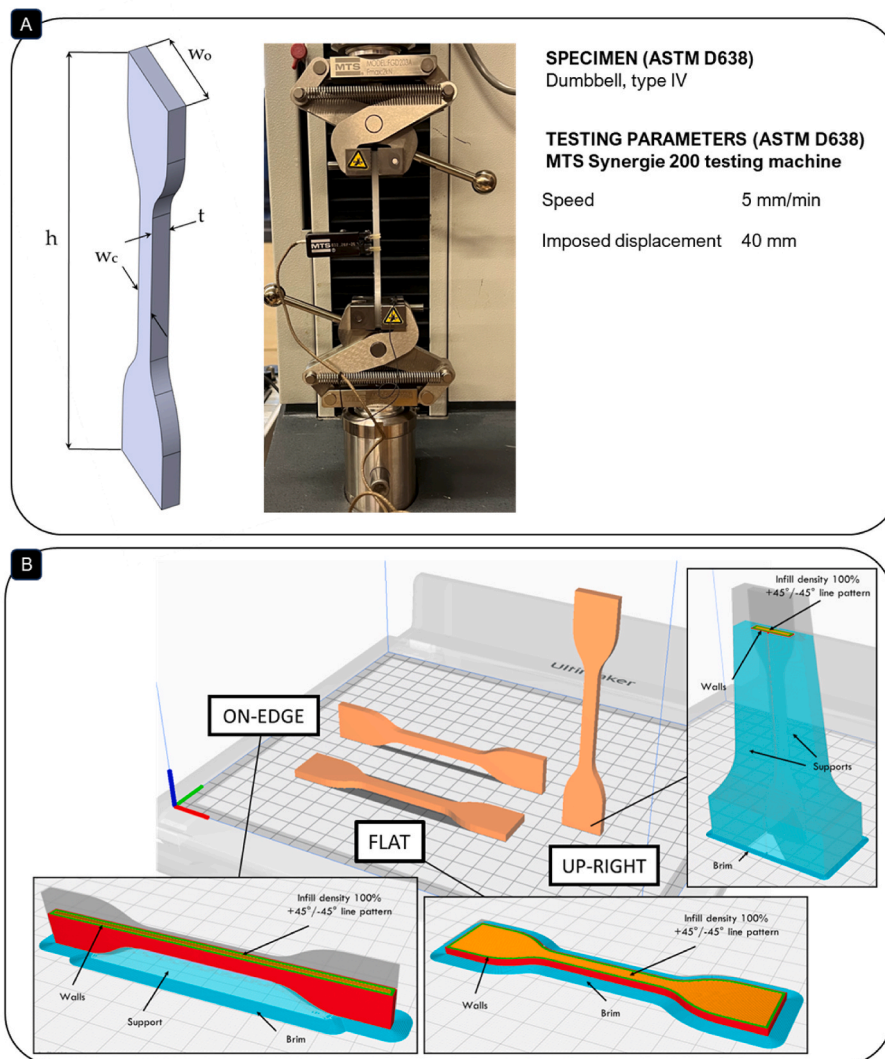 A
SPECIMEN (ASTM D638)
Dumbbell, type IV
TESTING PARAMETERS (ASTM D638)
MTS Synergie 200 testing machine
Speed 5 mm/min
Imposed displacement 40 mm
wₒ
h
t
w꜀
MTS
MTS
B
Ultimaker
ON-EDGE
FLAT
UP-RIGHT
Infill density 100%
+45°/-45° line pattern
Walls
Supports
Brim
Infill density 100%
+45°/-45° line pattern
Walls
Support
Brim
Infill density 100%
+45°/-45° line pattern
Walls
Brim